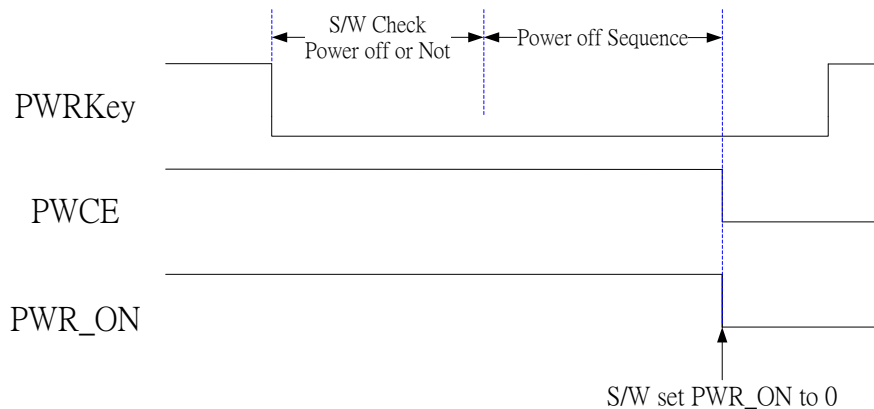 S/W Check
Power off or Not
Power off Sequence
PWRKey
PWCE
PWR_ON
S/W set PWR_ON to 0